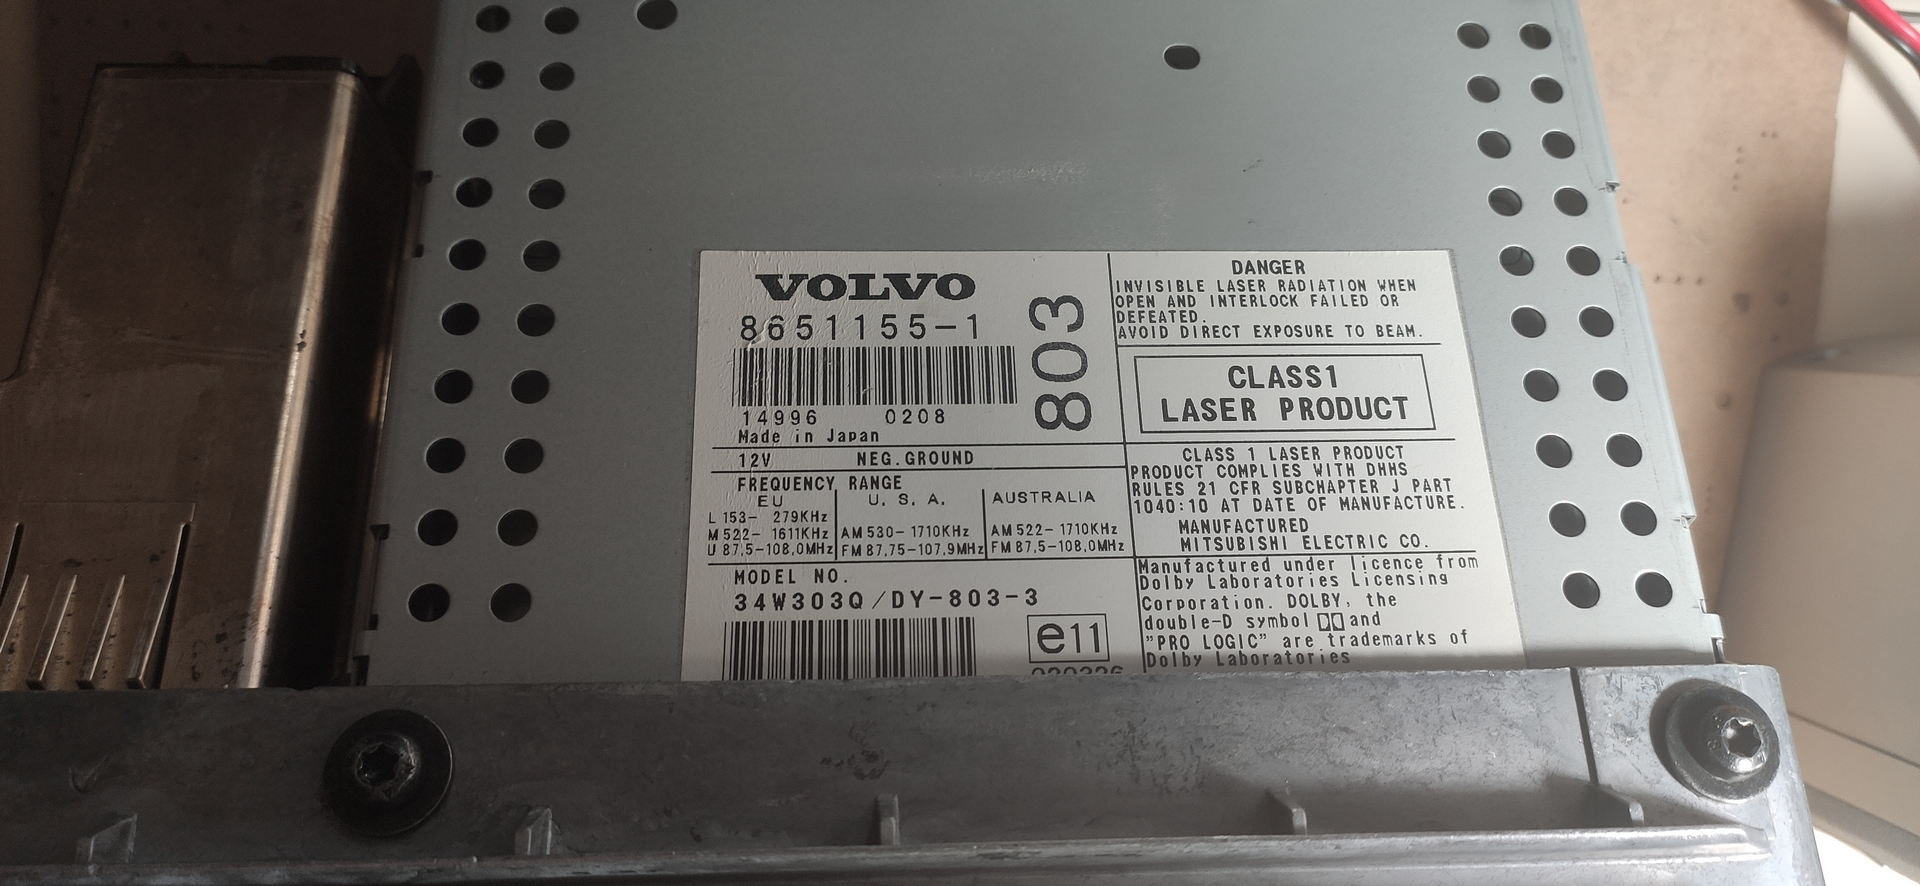 VOLVO
8651155-1
803
14996 0208
Made in Japan
12V NEG.GROUND
FREQUENCY RANGE
EU
L 153- 279KHz
M 522- 1611KHz
U 87,5-108,0MHz
U.S.A.
AM 530-1710KHz
FM 87,75-107,9MHz
AUSTRALIA
AM 522-1710KHz
FM 87,5-108,0MHz
MODEL NO.
34W303Q/DY-803-3
e11
DANGER
INVISIBLE LASER RADIATION WHEN
OPEN AND INTERLOCK FAILED OR
DEFEATED.
AVOID DIRECT EXPOSURE TO BEAM.
CLASS1
LASER PRODUCT
CLASS 1 LASER PRODUCT
PRODUCT COMPLIES WITH DHHS
RULES 21 CFR SUBCHAPTER J PART
1040:10 AT DATE OF MANUFACTURE.
MANUFACTURED
MITSUBISHI ELECTRIC CO.
Manufactured under licence from
Dolby Laboratories Licensing
Corporation. DOLBY, the
double-D symbol and
"PRO LOGIC" are trademarks of
Dolby Laboratories